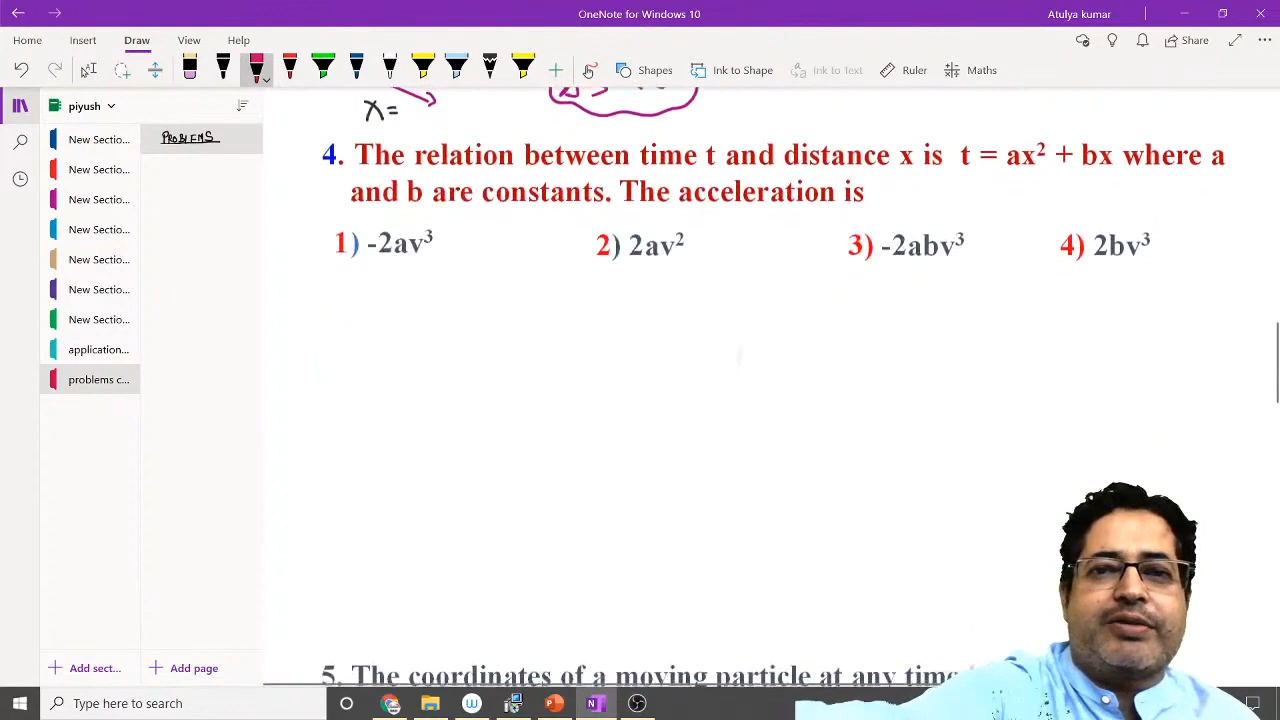 OneNote for Windows 10
Atulya kumar
Home
Insert
Draw
View
Help
Share
Shapes
Ink to Shape
Ink to Text
Ruler
Maths
piyush
PROBLEMS
New Sectio...
New Sectio...
New Sectio...
New Sectio...
New Sectio...
New Sectio...
New Sectio...
application...
problems c...
Add sect...
Add page
x=
4. The relation between time t and distance x is t = ax² + bx where a
and b are constants. The acceleration is
1) -2av³ 2) 2av² 3) -2abv³ 4) 2bv³
5. The coordinates of a moving particle at any time
Type here to search